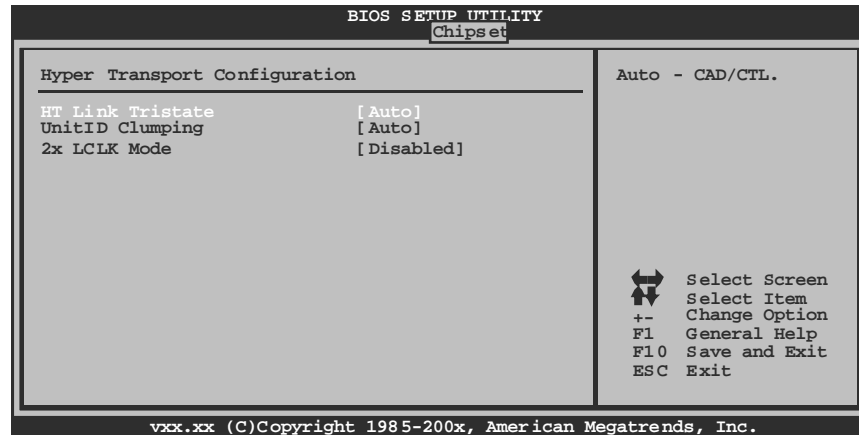 BIOS SETUP UTILITY
Chipset
Hyper Transport Configuration
HT Link Tristate [Auto]
UnitID Clumping [Auto]
2x LCLK Mode [Disabled]
Auto - CAD/CTL.
Select Screen
Select Item
+- Change Option
F1 General Help
F10 Save and Exit
ESC Exit
vxx.xx (C)Copyright 1985-200x, American Megatrends, Inc.